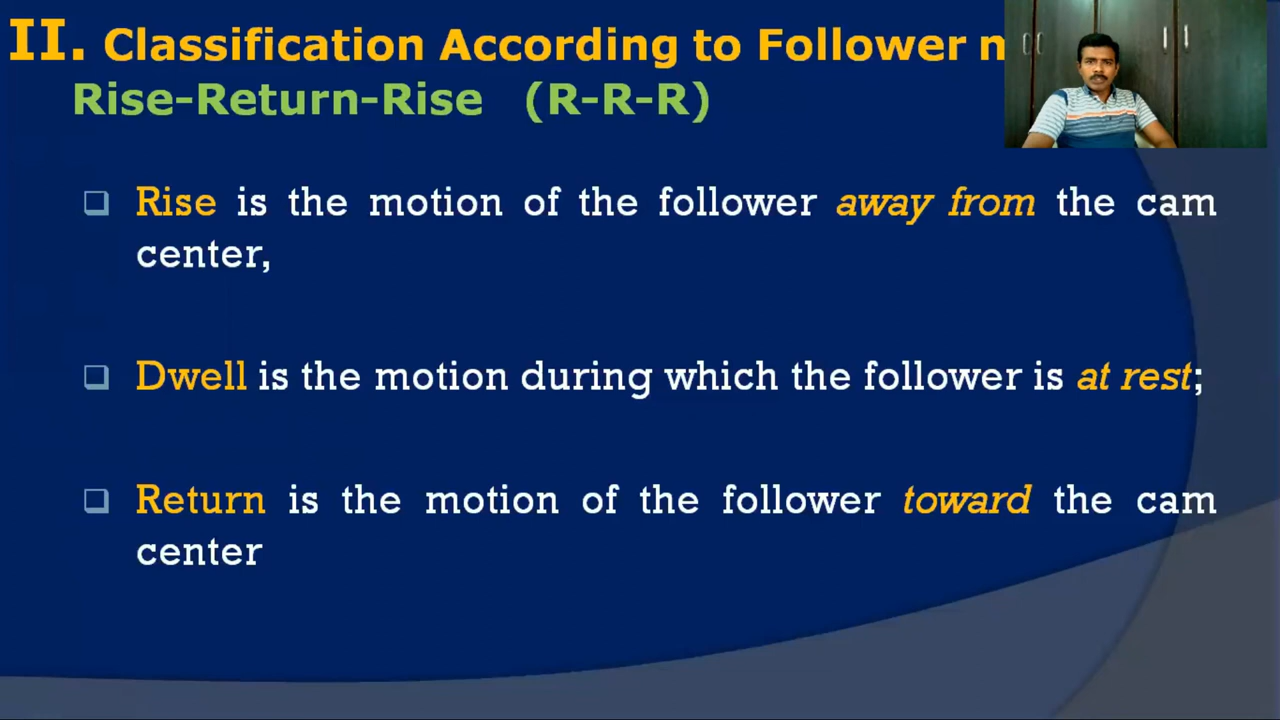 II. Classification According to Follower
Rise-Return-Rise (R-R-R)
Rise is the motion of the follower away from the cam
center,
Dwell is the motion during which the follower is at rest;
Return is the motion of the follower toward the cam
center